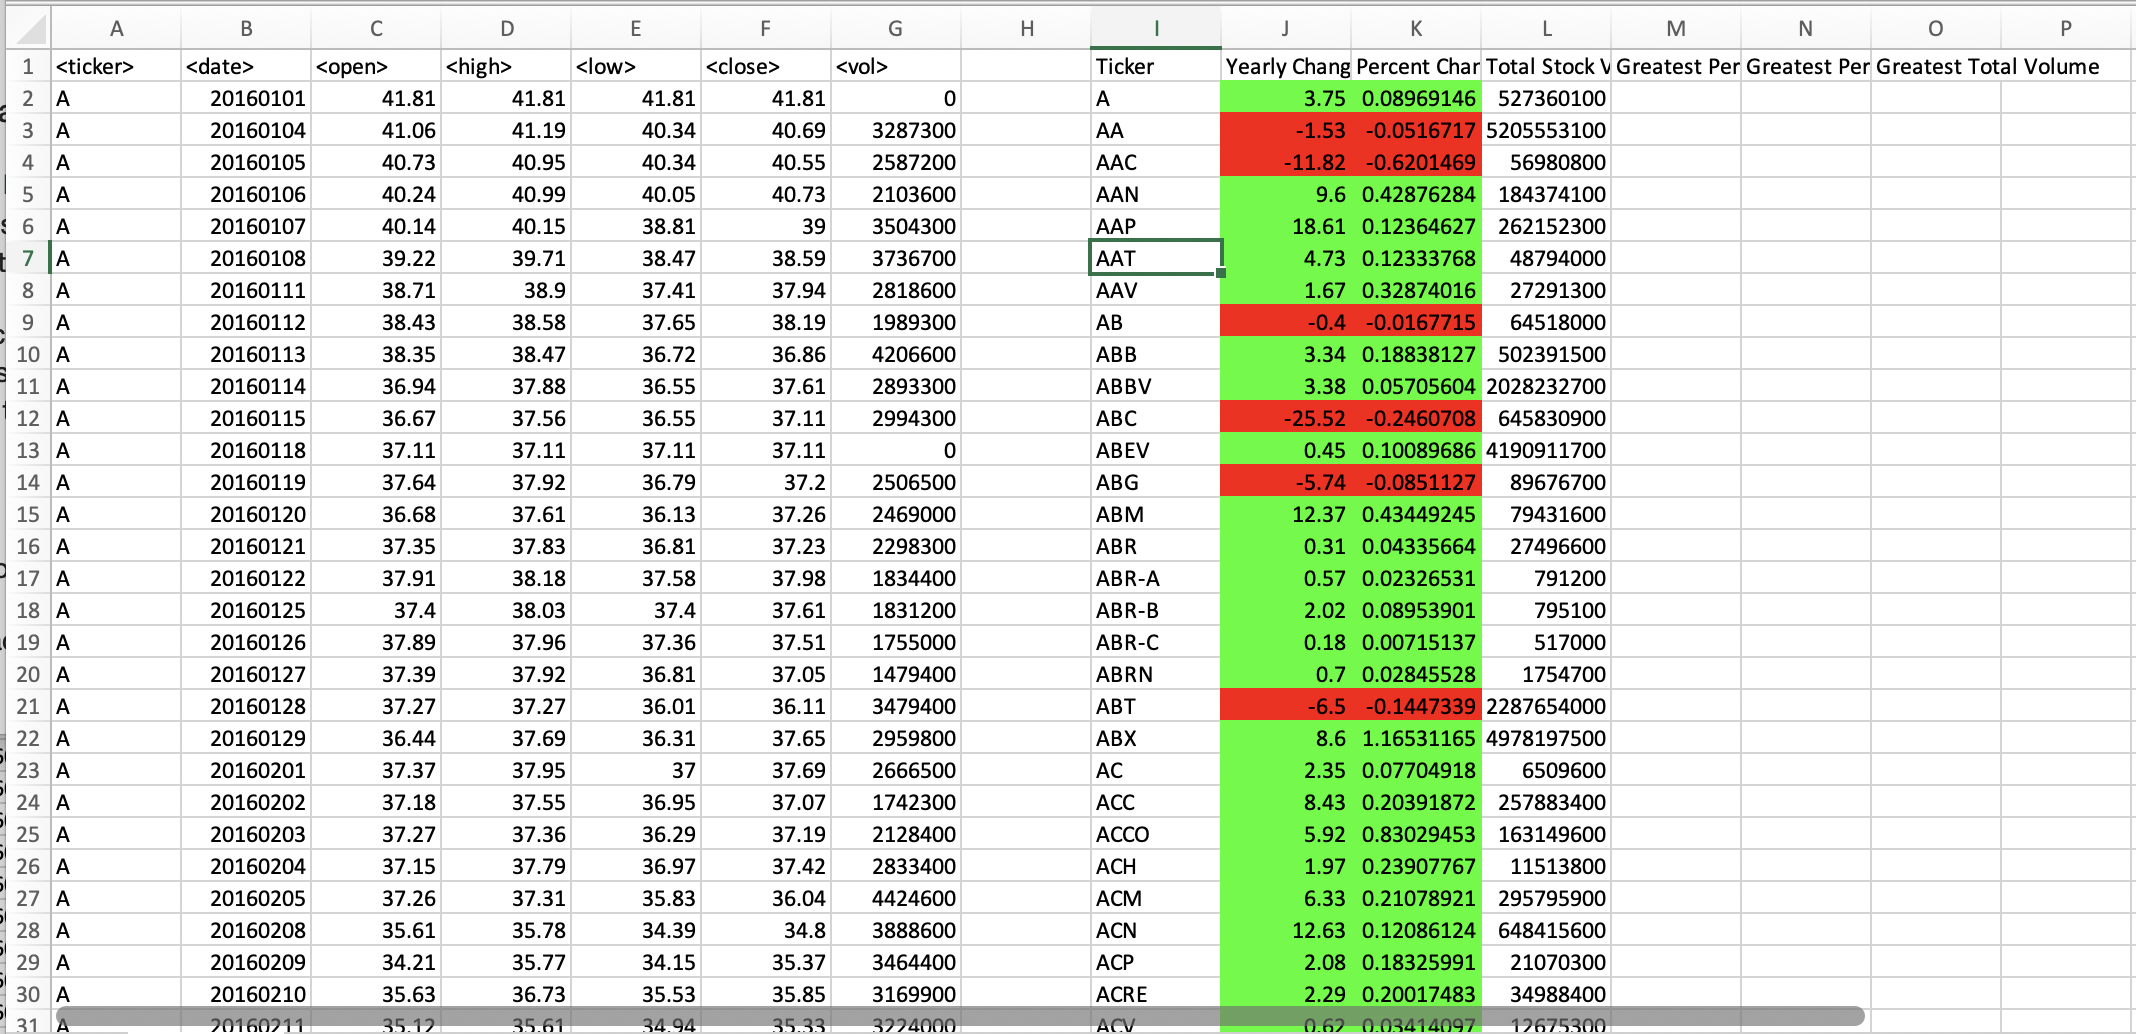 A B C D E F G H I J K L M N O P
1 <ticker> <date> <open> <high> <low> <close> <vol> Ticker Yearly Chang Percent Char Total Stock V Greatest Per Greatest Per Greatest Total Volume
2 A 20160101 41.81 41.81 41.81 41.81 0 A 3.75 0.08969146 527360100
3 A 20160104 41.06 41.19 40.34 40.69 3287300 AA -1.53 -0.0516717 5205553100
4 A 20160105 40.73 40.95 40.34 40.55 2587200 AAC -11.82 -0.6201469 56980800
5 A 20160106 40.24 40.99 40.05 40.73 2103600 AAN 9.6 0.42876284 184374100
6 A 20160107 40.14 40.15 38.81 39 3504300 AAP 18.61 0.12364627 262152300
7 A 20160108 39.22 39.71 38.47 38.59 3736700 AAT 4.73 0.12333768 48794000
8 A 20160111 38.71 38.9 37.41 37.94 2818600 AAV 1.67 0.32874016 27291300
9 A 20160112 38.43 38.58 37.65 38.19 1989300 AB -0.4 -0.0167715 64518000
10 A 20160113 38.35 38.47 36.72 36.86 4206600 ABB 3.34 0.18838127 502391500
11 A 20160114 36.94 37.88 36.55 37.61 2893300 ABBV 3.38 0.05705604 2028232700
12 A 20160115 36.67 37.56 36.55 37.11 2994300 ABC -25.52 -0.2460708 645830900
13 A 20160118 37.11 37.11 37.11 37.11 0 ABEV 0.45 0.10089686 4190911700
14 A 20160119 37.64 37.92 36.79 37.2 2506500 ABG -5.74 -0.0851127 89676700
15 A 20160120 36.68 37.61 36.13 37.26 2469000 ABM 12.37 0.43449245 79431600
16 A 20160121 37.35 37.83 36.81 37.23 2298300 ABR 0.31 0.04335664 27496600
17 A 20160122 37.91 38.18 37.58 37.98 1834400 ABR-A 0.57 0.02326531 791200
18 A 20160125 37.4 38.03 37.4 37.61 1831200 ABR-B 2.02 0.08953901 795100
19 A 20160126 37.89 37.96 37.36 37.51 1755000 ABR-C 0.18 0.00715137 517000
20 A 20160127 37.39 37.92 36.81 37.05 1479400 ABRN 0.7 0.02845528 1754700
21 A 20160128 37.27 37.27 36.01 36.11 3479400 ABT -6.5 -0.1447339 2287654000
22 A 20160129 36.44 37.69 36.31 37.65 2959800 ABX 8.6 1.16531165 4978197500
23 A 20160201 37.37 37.95 37 37.69 2666500 AC 2.35 0.07704918 6509600
24 A 20160202 37.18 37.55 36.95 37.07 1742300 ACC 8.43 0.20391872 257883400
25 A 20160203 37.27 37.36 36.29 37.19 2128400 ACCO 5.92 0.83029453 163149600
26 A 20160204 37.15 37.79 36.97 37.42 2833400 ACH 1.97 0.23907767 11513800
27 A 20160205 37.26 37.31 35.83 36.04 4424600 ACM 6.33 0.21078921 295795900
28 A 20160208 35.61 35.78 34.39 34.8 3888600 ACN 12.63 0.12086124 648415600
29 A 20160209 34.21 35.77 34.15 35.37 3464400 ACP 2.08 0.18325991 21070300
30 A 20160210 35.63 36.73 35.53 35.85 3169900 ACRE 2.29 0.20017483 34988400
31 A 20160211 35.12 35.61 34.94 35.33 3224000 ACV 0.62 0.03414097 12675300